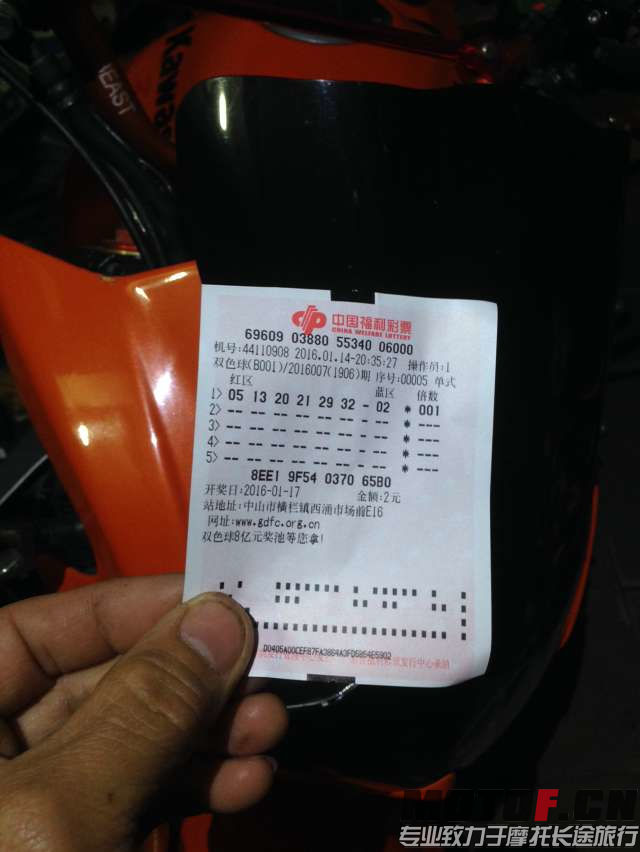 Kawas
EAST
中国福利彩票
CHINA WELFARE LOTTERY
69609 03880 55340 06000
机号:44110908 2016.01.14-20:35:27 操作员:1
双色球(B001)/2016007(1906)期 序号:00005 单式
红区 蓝区 倍数
1> 05 13 20 21 29 32 - 02 * 001
2> -- -- -- -- -- -- - -- * ---
3> -- -- -- -- -- -- - -- * ---
4> -- -- -- -- -- -- - -- * ---
5> -- -- -- -- -- -- - -- * ---
8EE1 9F54 0370 65B0
开奖日:2016-01-17 金额:2元
站地址:中山市横栏镇西涌市场前E16
网址:www.gdfc.org.cn
双色球8亿元奖池等您拿!
MOTOF.CN
专业致力于摩托长途旅行